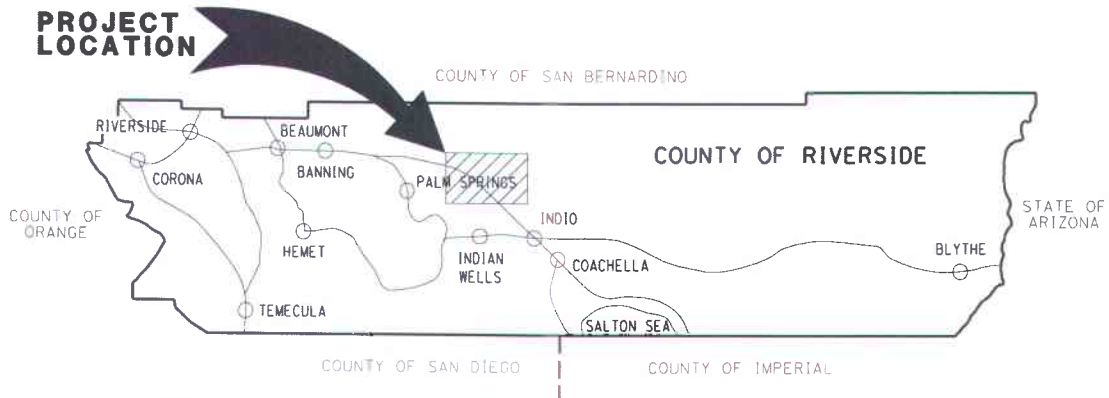 PROJECT
LOCATION
COUNTY OF SAN BERNARDINO
RIVERSIDE
BEAUMONT
COUNTY OF RIVERSIDE
CORONA
BANNING
PALM SPRINGS
COUNTY OF
ORANGE
INDIO
STATE OF
ARIZONA
HEMET
INDIAN
WELLS
COACHELLA
BLYTHE
TEMECULA
SALTON SEA
COUNTY OF SAN DIEGO
COUNTY OF IMPERIAL